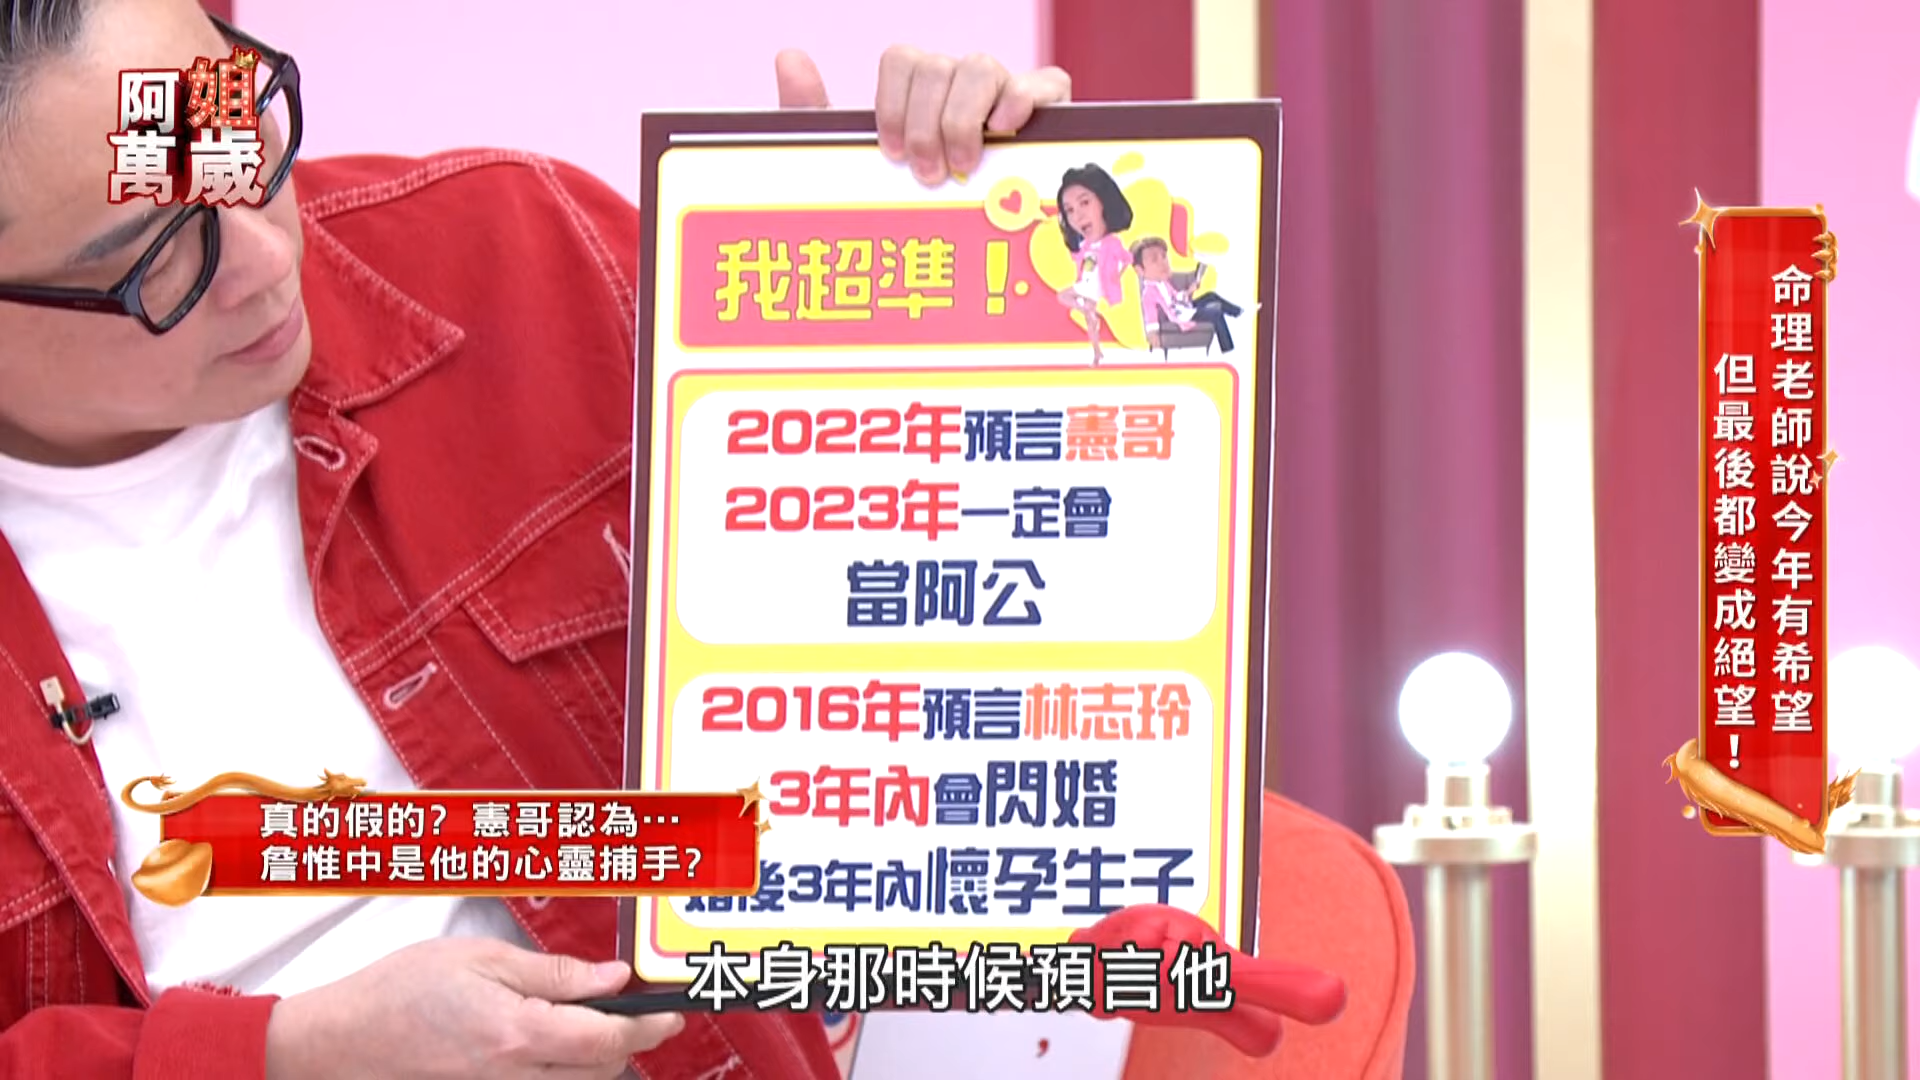 阿姐
萬歲
我超準！
2022年預言憲哥
2023年一定會
當阿公
2016年預言林志玲
3年內會閃婚
婚後3年內懷孕生子
命理老師說今年有希望
但最後都變成絕望！
真的假的？憲哥認為…
詹惟中是他的心靈捕手？
本身那時候預言他